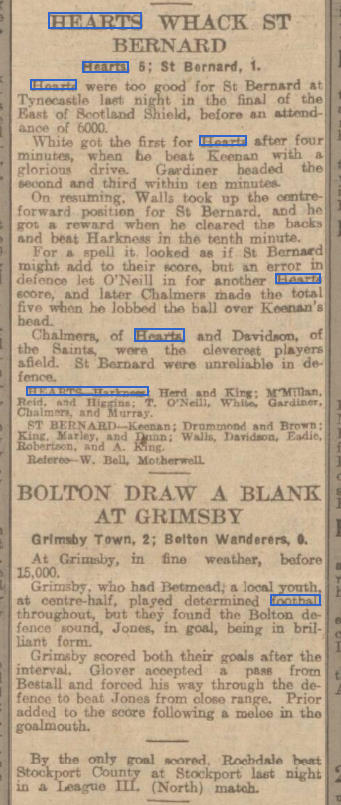 HEARTS WHACK ST
BERNARD
Hearts 5; St Bernard, 1.
Hearts were too good for St Bernard at
Tynecastle last night in the final of the
East of Scotland Shield, before an attend-
ance of 6000.
White got the first for Hearts after four
minutes, when he beat Keenan with a
glorious drive. Gardiner headed the
second and third within ten minutes.
On resuming, Walls took up the centre-
forward position for St Bernard, and he
got a reward when he cleared the backs
and beat Harkness in the tenth minute.
For a spell it looked as if St Bernard
might add to their score, but an error in
defence let O'Neill in for another Hearts
score, and later Chalmers made the total
five when he lobbed the ball over Keenan's
head.
Chalmers, of Hearts and Davidson, of
the Saints, were the cleverest players
afield. St Bernard were unreliable in de-
fence.
HEARTS—Harkness; Herd and King; M'Millan,
Reid, and Higgins; T. O'Neill, White, Gardiner,
Chalmers, and Murray.
ST BERNARD—Keenan; Drummond and Brown;
King, Marley, and Dunn; Walls, Davidson, Eadie,
Robertson, and A. King.
Referee—W. Bell, Motherwell.
BOLTON DRAW A BLANK
AT GRIMSBY
Grimsby Town, 2; Bolton Wanderers, 0.
At Grimsby, in fine weather, before
15,000.
Grimsby, who had Betmead, a local youth,
at centre-half, played determined football
throughout, but they found the Bolton de-
fence sound, Jones, in goal, being in bril-
liant form.
Grimsby scored both their goals after the
interval. Glover accepted a pass from
Bestall and forced his way through the de-
fence to beat Jones from close range. Prior
added to the score following a melee in the
goalmouth.
By the only goal scored, Rochdale beat
Stockport County at Stockport last night
in a League III. (North) match.